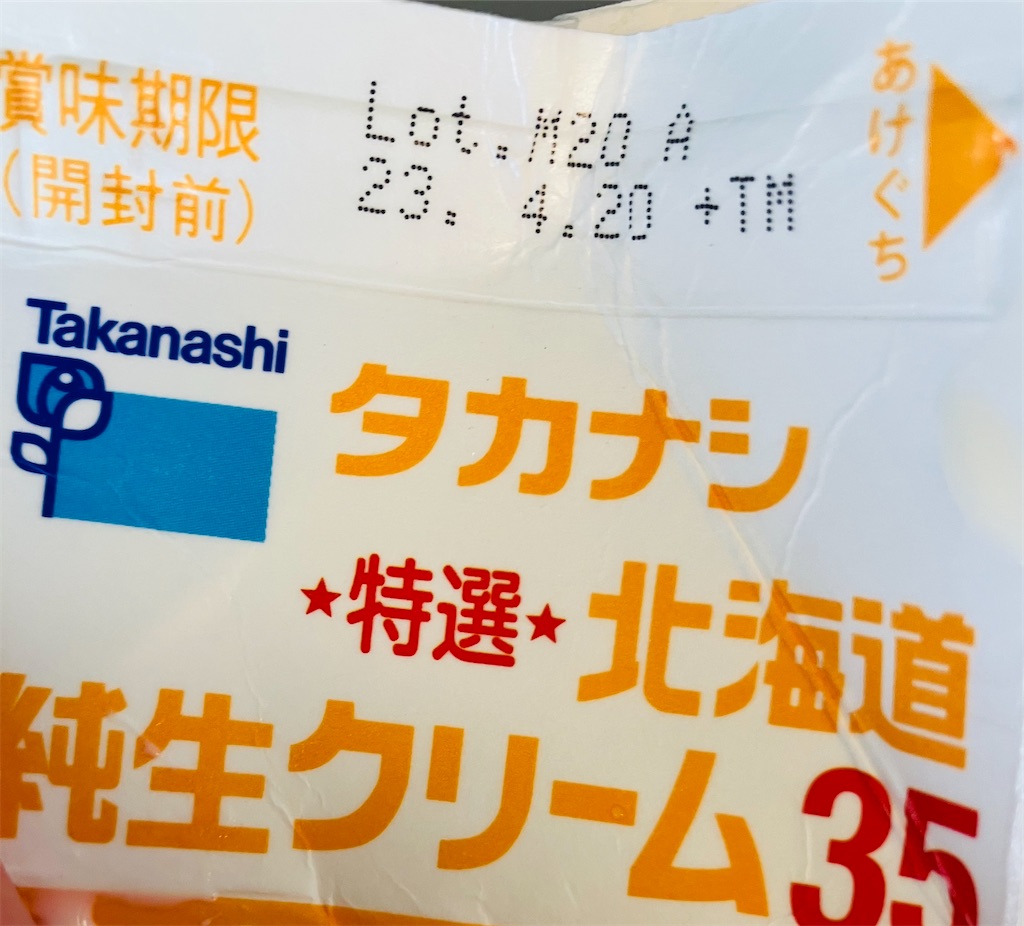 賞味期限
(開封前)
Lot.M20 A
23. 4.20 +TM
あけぐち
Takanashi
タカナシ
★特選★北海道
純生クリーム35